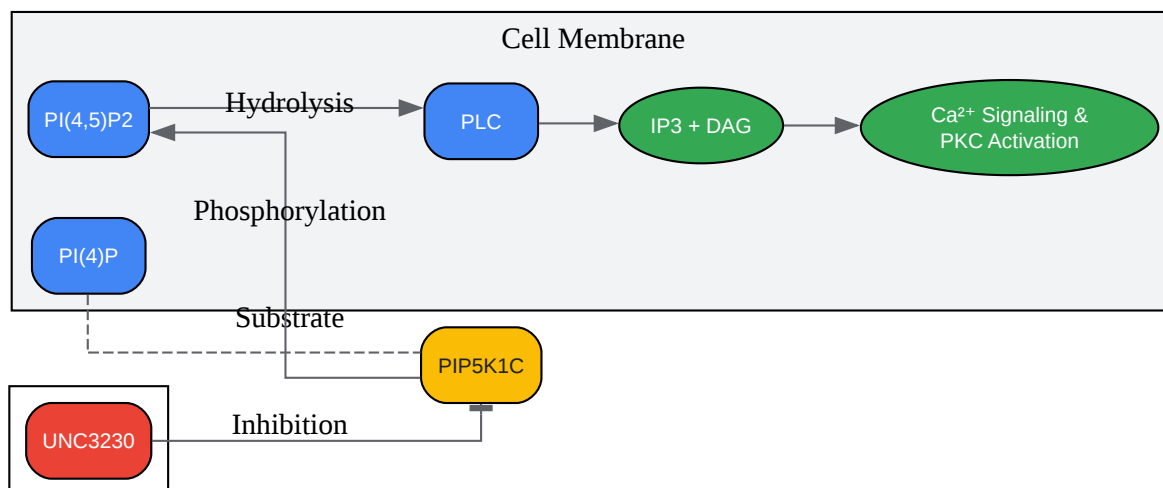 Cell Membrane
PI(4,5)P2
Hydrolysis
PLC
IP3 + DAG
Ca²⁺ Signaling &
PKC Activation
Phosphorylation
PI(4)P
Substrate
PIP5K1C
UNC3230
Inhibition